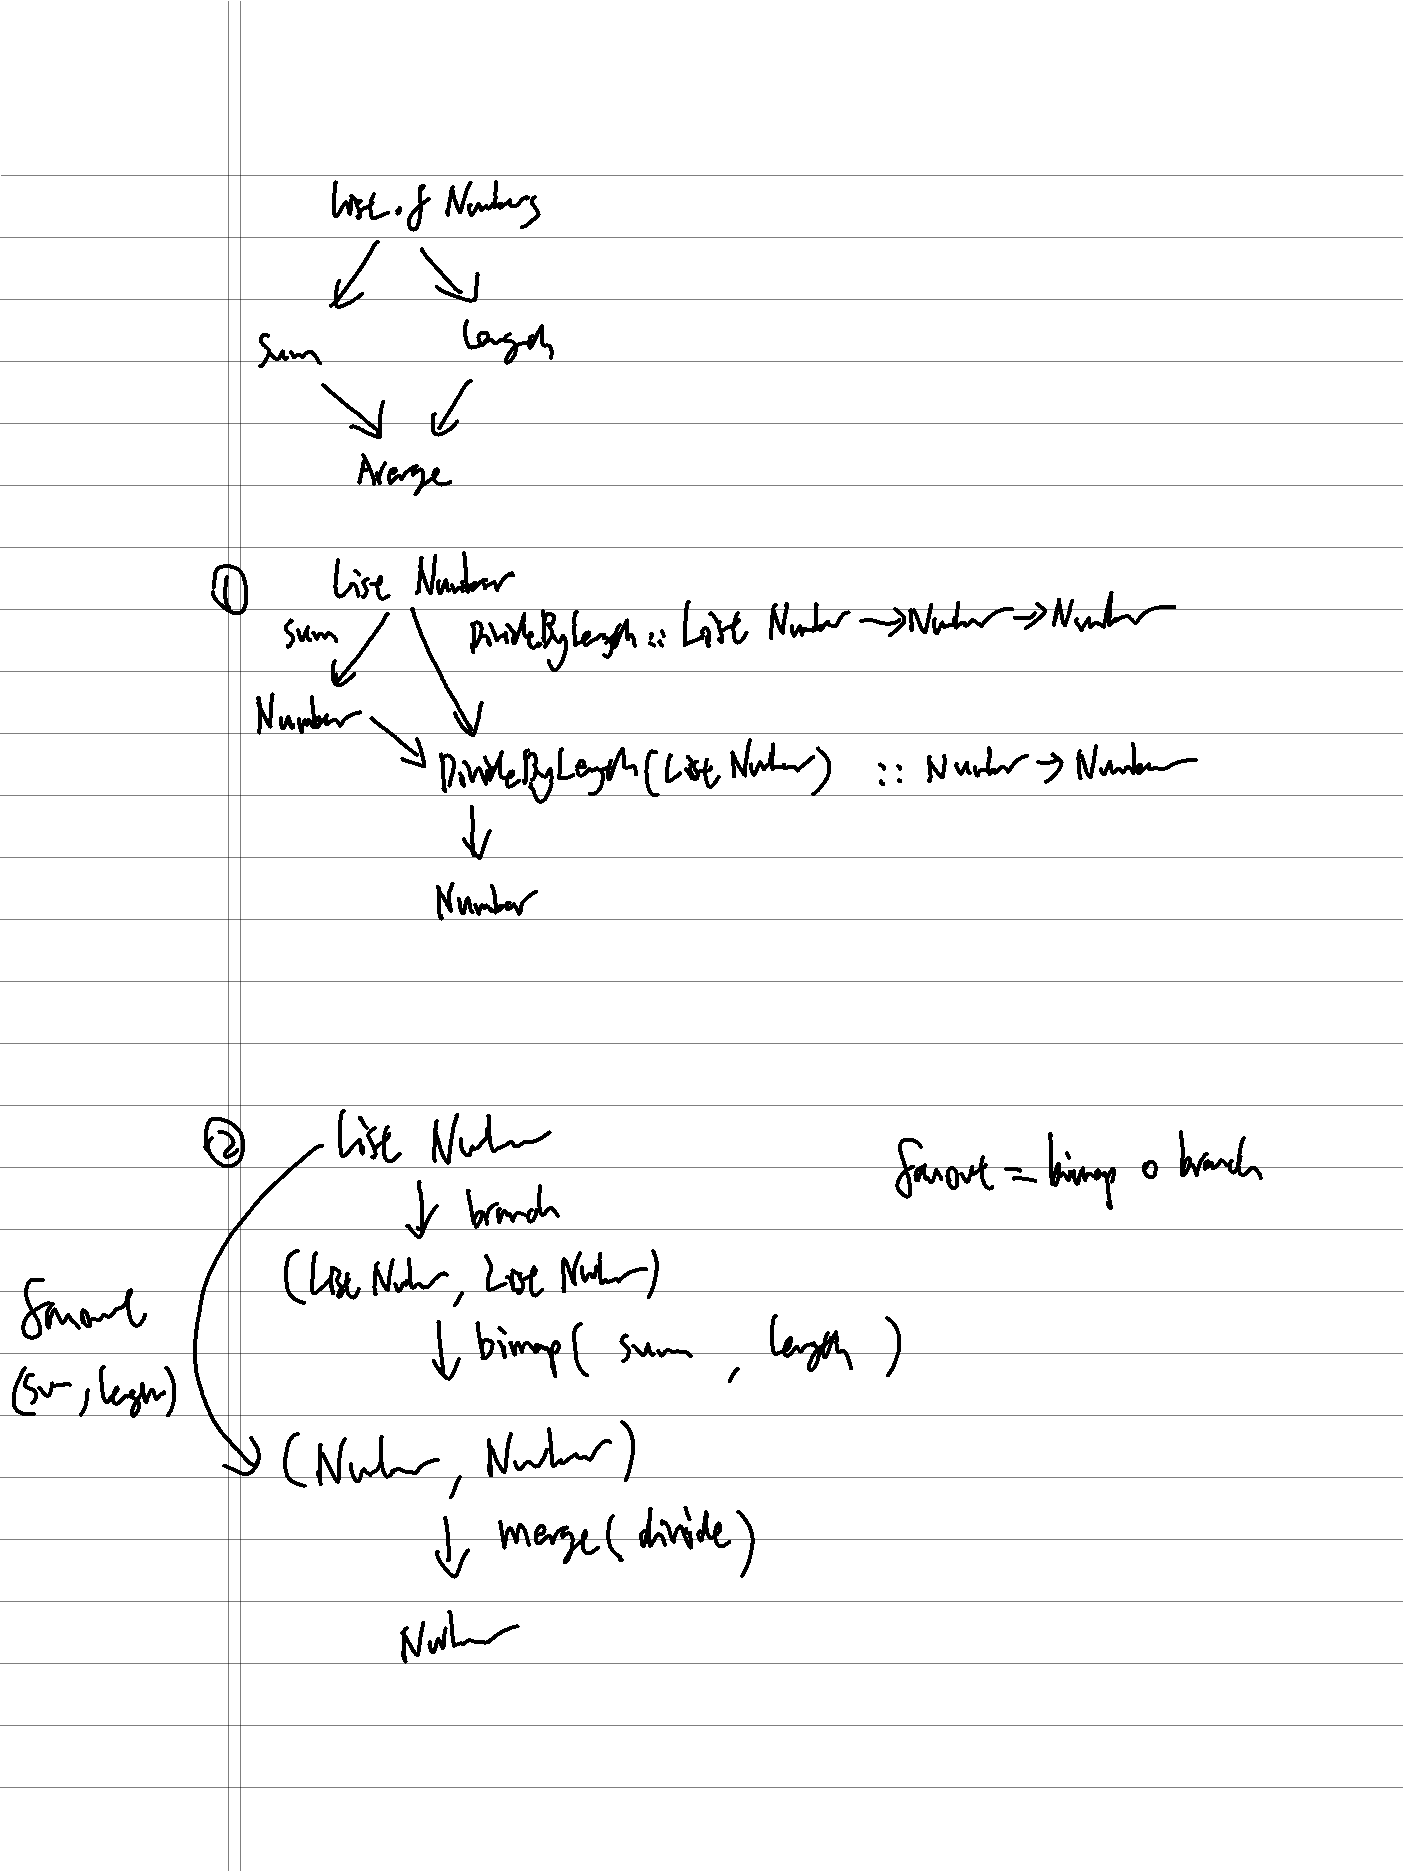 List of Numbers
Sum Length
Average
① List Number
sum DivideByLength :: List Number → Number → Number
Number
DivideByLength(List Number) :: Number → Number
Number
② List Number
fanout = bimap ∘ branch
branch
(List Number, List Number)
fanout
(sum, length)
bimap( sum , length )
(Number, Number)
merge( divide )
Number